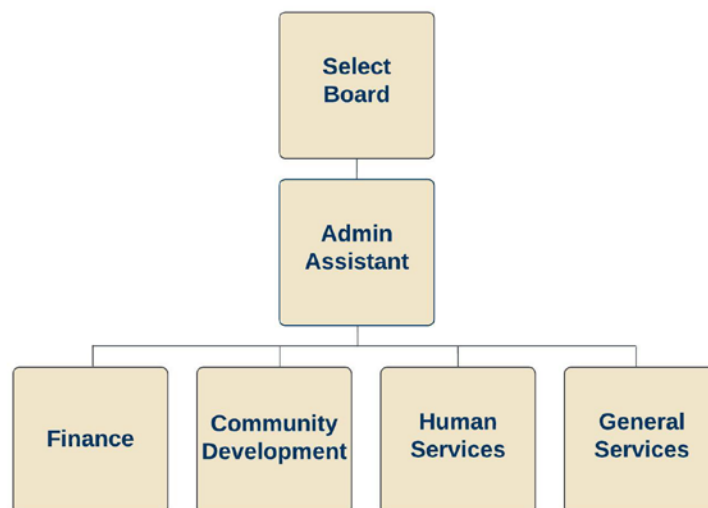 Select
Board
Admin
Assistant
Finance
Community
Development
Human
Services
General
Services